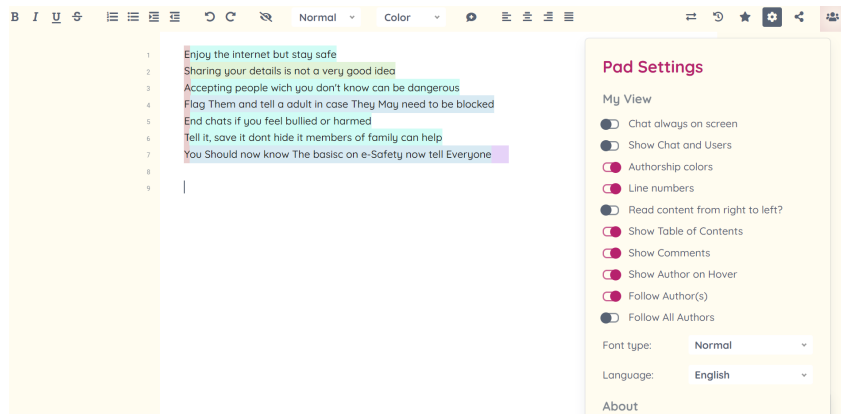 B I U S Normal Color
1 Enjoy the internet but stay safe
2 Sharing your details is not a very good idea
3 Accepting people wich you don't know can be dangerous
4 Flag Them and tell a adult in case They May need to be blocked
5 End chats if you feel bullied or harmed
6 Tell it, save it dont hide it members of family can help
7 You Should now know The basisc on e-Safety now tell Everyone
8
9
Pad Settings
My View
Chat always on screen
Show Chat and Users
Authorship colors
Line numbers
Read content from right to left?
Show Table of Contents
Show Comments
Show Author on Hover
Follow Author(s)
Follow All Authors
Font type: Normal
Language: English
About